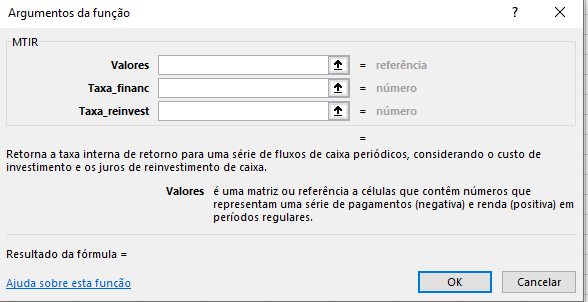 Argumentos da função
?
MTIR
Valores = referência
Taxa_financ = número
Taxa_reinvest = número
=
Retorna a taxa interna de retorno para uma série de fluxos de caixa periódicos, considerando o custo de
investimento e os juros de reinvestimento de caixa.
Valores é uma matriz ou referência a células que contêm números que
representam uma série de pagamentos (negativa) e renda (positiva) em
períodos regulares.
Resultado da fórmula =
Ajuda sobre esta função
OK
Cancelar